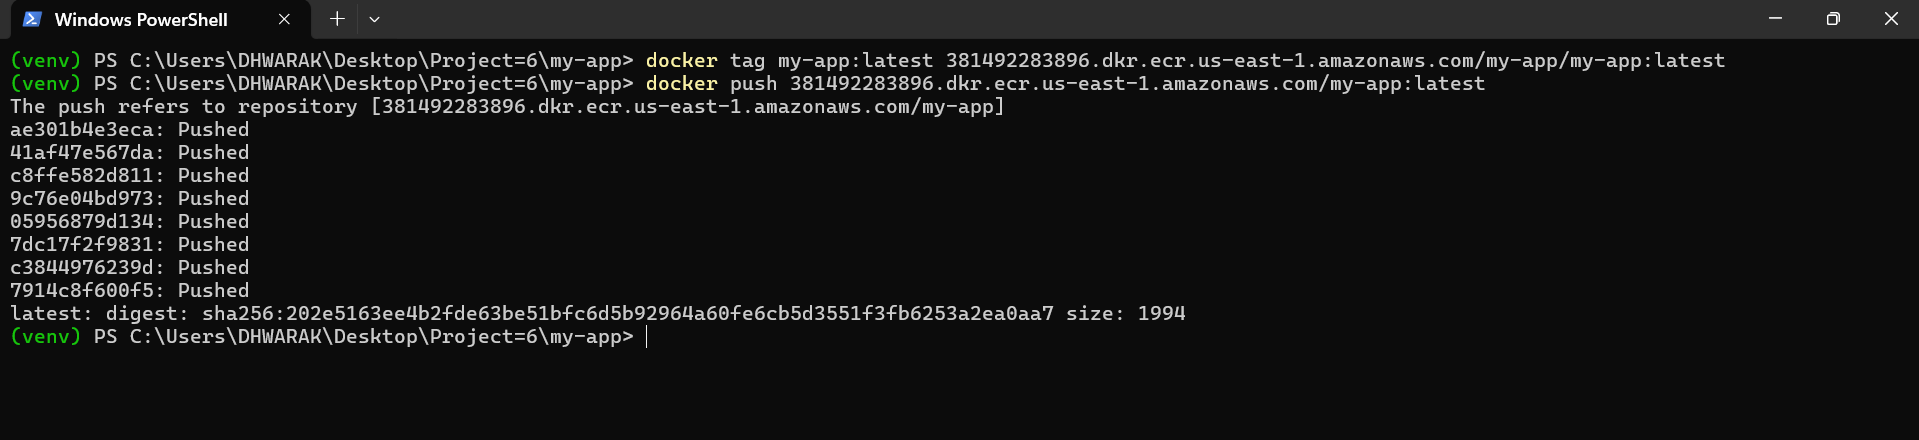 Windows PowerShell
(venv) PS C:\Users\DHWARAK\Desktop\Project=6\my-app> docker tag my-app:latest 381492283896.dkr.ecr.us-east-1.amazonaws.com/my-app/my-app:latest
(venv) PS C:\Users\DHWARAK\Desktop\Project=6\my-app> docker push 381492283896.dkr.ecr.us-east-1.amazonaws.com/my-app:latest
The push refers to repository [381492283896.dkr.ecr.us-east-1.amazonaws.com/my-app]
ae301b4e3eca: Pushed
41af47e567da: Pushed
c8ffe582d811: Pushed
9c76e04bd973: Pushed
05956879d134: Pushed
7dc17f2f9831: Pushed
c3844976239d: Pushed
7914c8f600f5: Pushed
latest: digest: sha256:202e5163ee4b2fde63be51bfc6d5b92964a60fe6cb5d3551f3fb6253a2ea0aa7 size: 1994
(venv) PS C:\Users\DHWARAK\Desktop\Project=6\my-app>